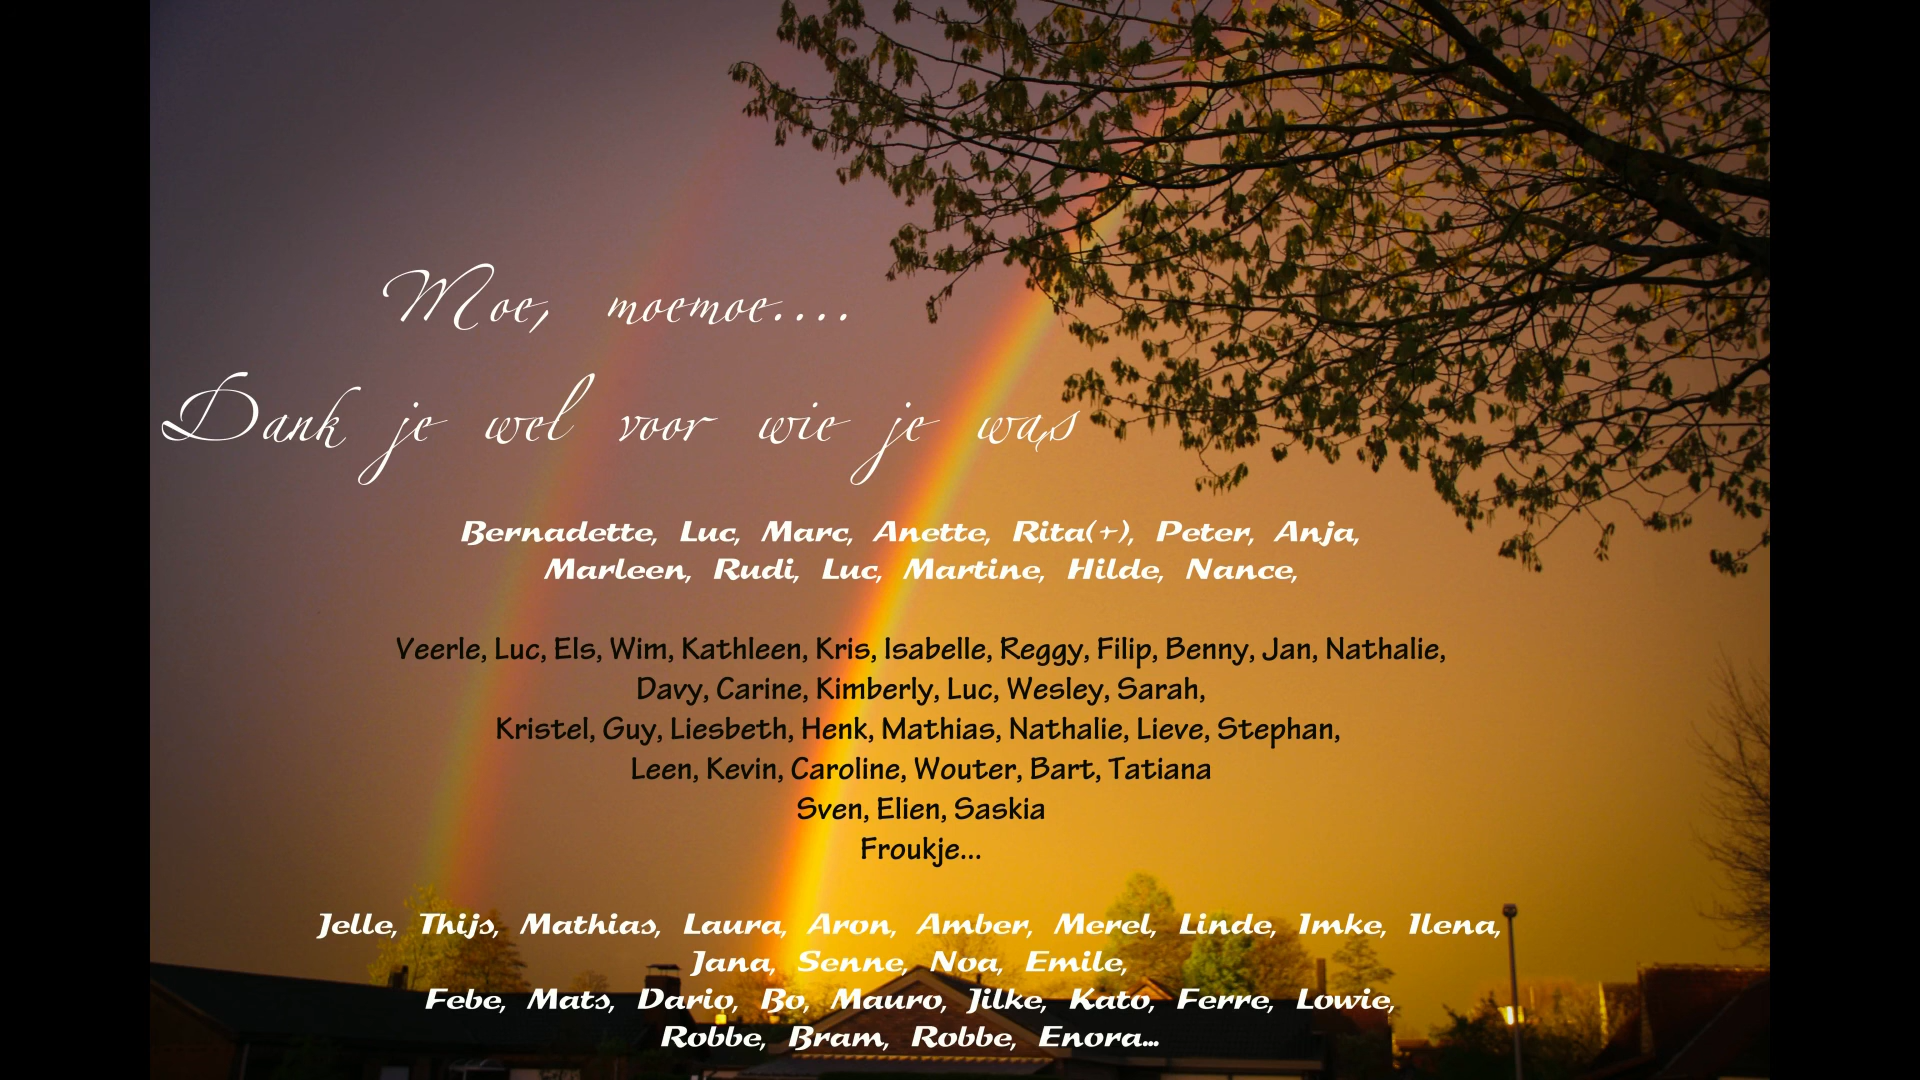 Moe, moemoe....
Dank je wel voor wie je was
Bernadette, Luc, Marc, Anette, Rita(+), Peter, Anja,
Marleen, Rudi, Luc, Martine, Hilde, Nance,
Veerle, Luc, Els, Wim, Kathleen, Kris, Isabelle, Reggy, Filip, Benny, Jan, Nathalie,
Davy, Carine, Kimberly, Luc, Wesley, Sarah,
Kristel, Guy, Liesbeth, Henk, Mathias, Nathalie, Lieve, Stephan,
Leen, Kevin, Caroline, Wouter, Bart, Tatiana
Sven, Elien, Saskia
Froukje...
Jelle, Thijs, Mathias, Laura, Aron, Amber, Merel, Linde, Imke, Ilena,
Jana, Senne, Noa, Emile,
Febe, Mats, Dario, Bo, Mauro, Jilke, Kato, Ferre, Lowie,
Robbe, Bram, Robbe, Enora...